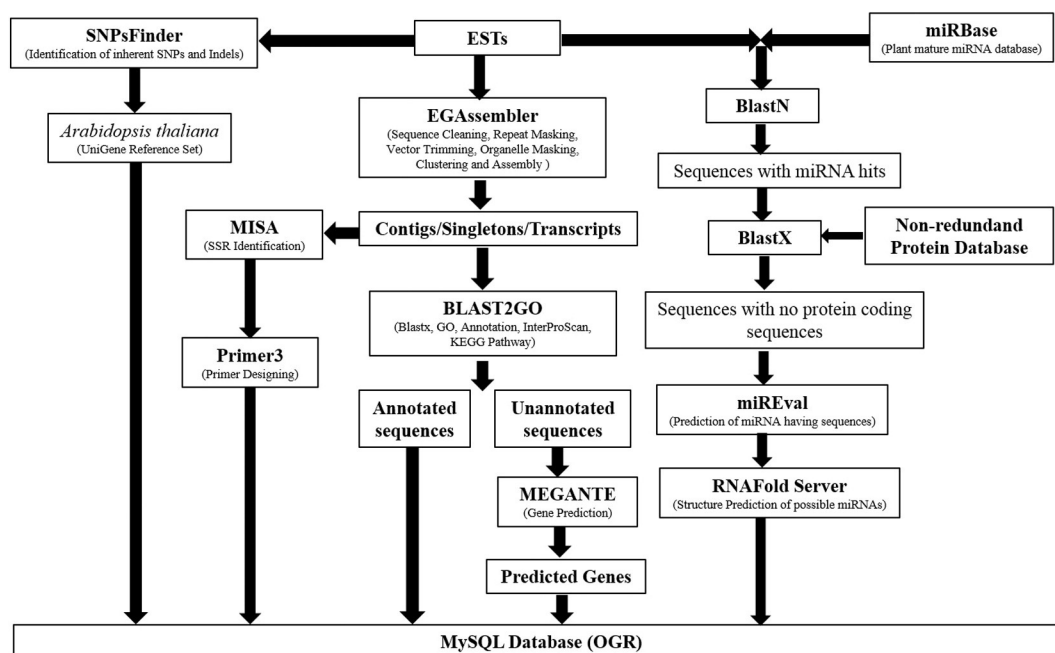 SNPsFinder
(Identification of inherent SNPs and Indels)
ESTs
miRBase
(Plant mature miRNA database)
Arabidopsis thaliana
(UniGene Reference Set)
EGAssembler
(Sequence Cleaning, Repeat Masking,
Vector Trimming, Organelle Masking,
Clustering and Assembly )
BlastN
Sequences with miRNA hits
MISA
(SSR Identification)
Contigs/Singletons/Transcripts
BlastX
Non-redundand
Protein Database
BLAST2GO
(Blastx, GO, Annotation, InterProScan,
KEGG Pathway)
Sequences with no protein coding
sequences
Primer3
(Primer Designing)
Annotated
sequences
Unannotated
sequences
miREval
(Prediction of miRNA having sequences)
MEGANTE
(Gene Prediction)
RNAFold Server
(Structure Prediction of possible miRNAs)
Predicted Genes
MySQL Database (OGR)